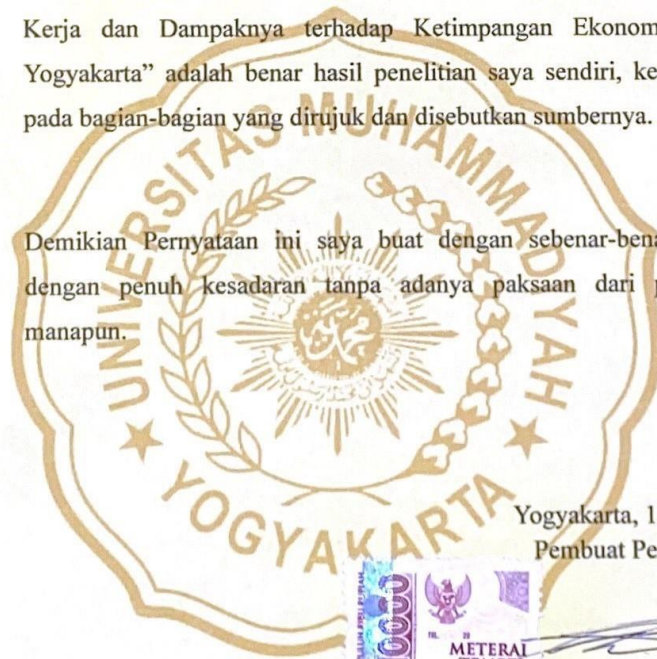 Kerja dan Dampaknya terhadap Ketimpangan Ekonom
Yogyakarta” adalah benar hasil penelitian saya sendiri, ke
pada bagian-bagian yang dirujuk dan disebutkan sumbernya.
UNIVERSITAS MUHAMMADIYAH
Demikian Pernyataan ini saya buat dengan sebenar-bena
dengan penuh kesadaran tanpa adanya paksaan dari p
manapun.
YOGYAKARTA
Yogyakarta, 1
Pembuat Pe
METERAI